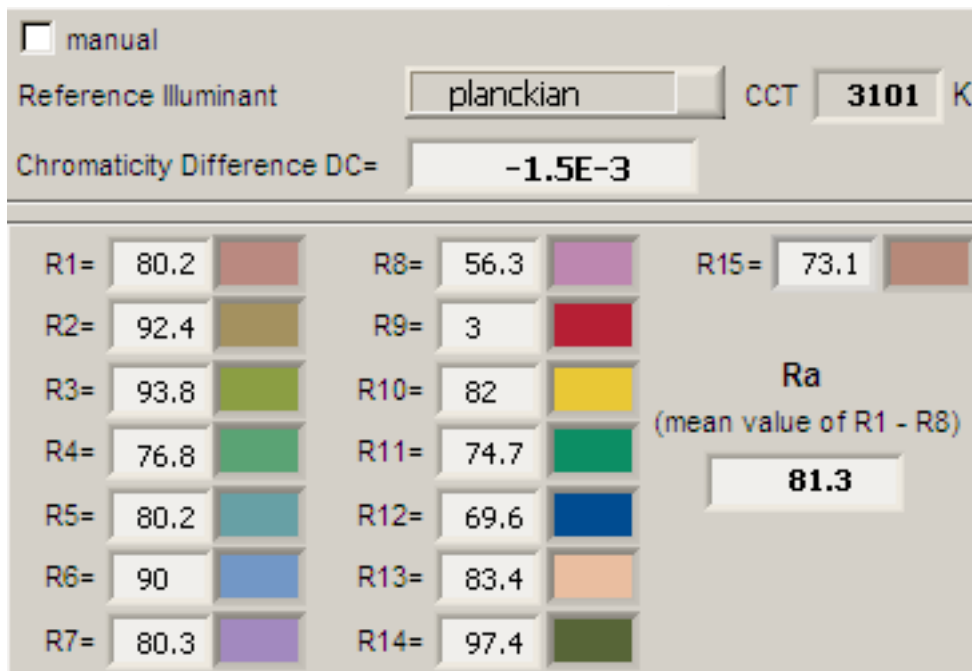 manual
Reference Illuminant planckian CCT 3101 K
Chromaticity Difference DC= -1.5E-3
R1= 80.2 R8= 56.3 R15= 73.1
R2= 92.4 R9= 3
R3= 93.8 R10= 82 Ra
(mean value of R1 - R8)
R4= 76.8 R11= 74.7
81.3
R5= 80.2 R12= 69.6
R6= 90 R13= 83.4
R7= 80.3 R14= 97.4